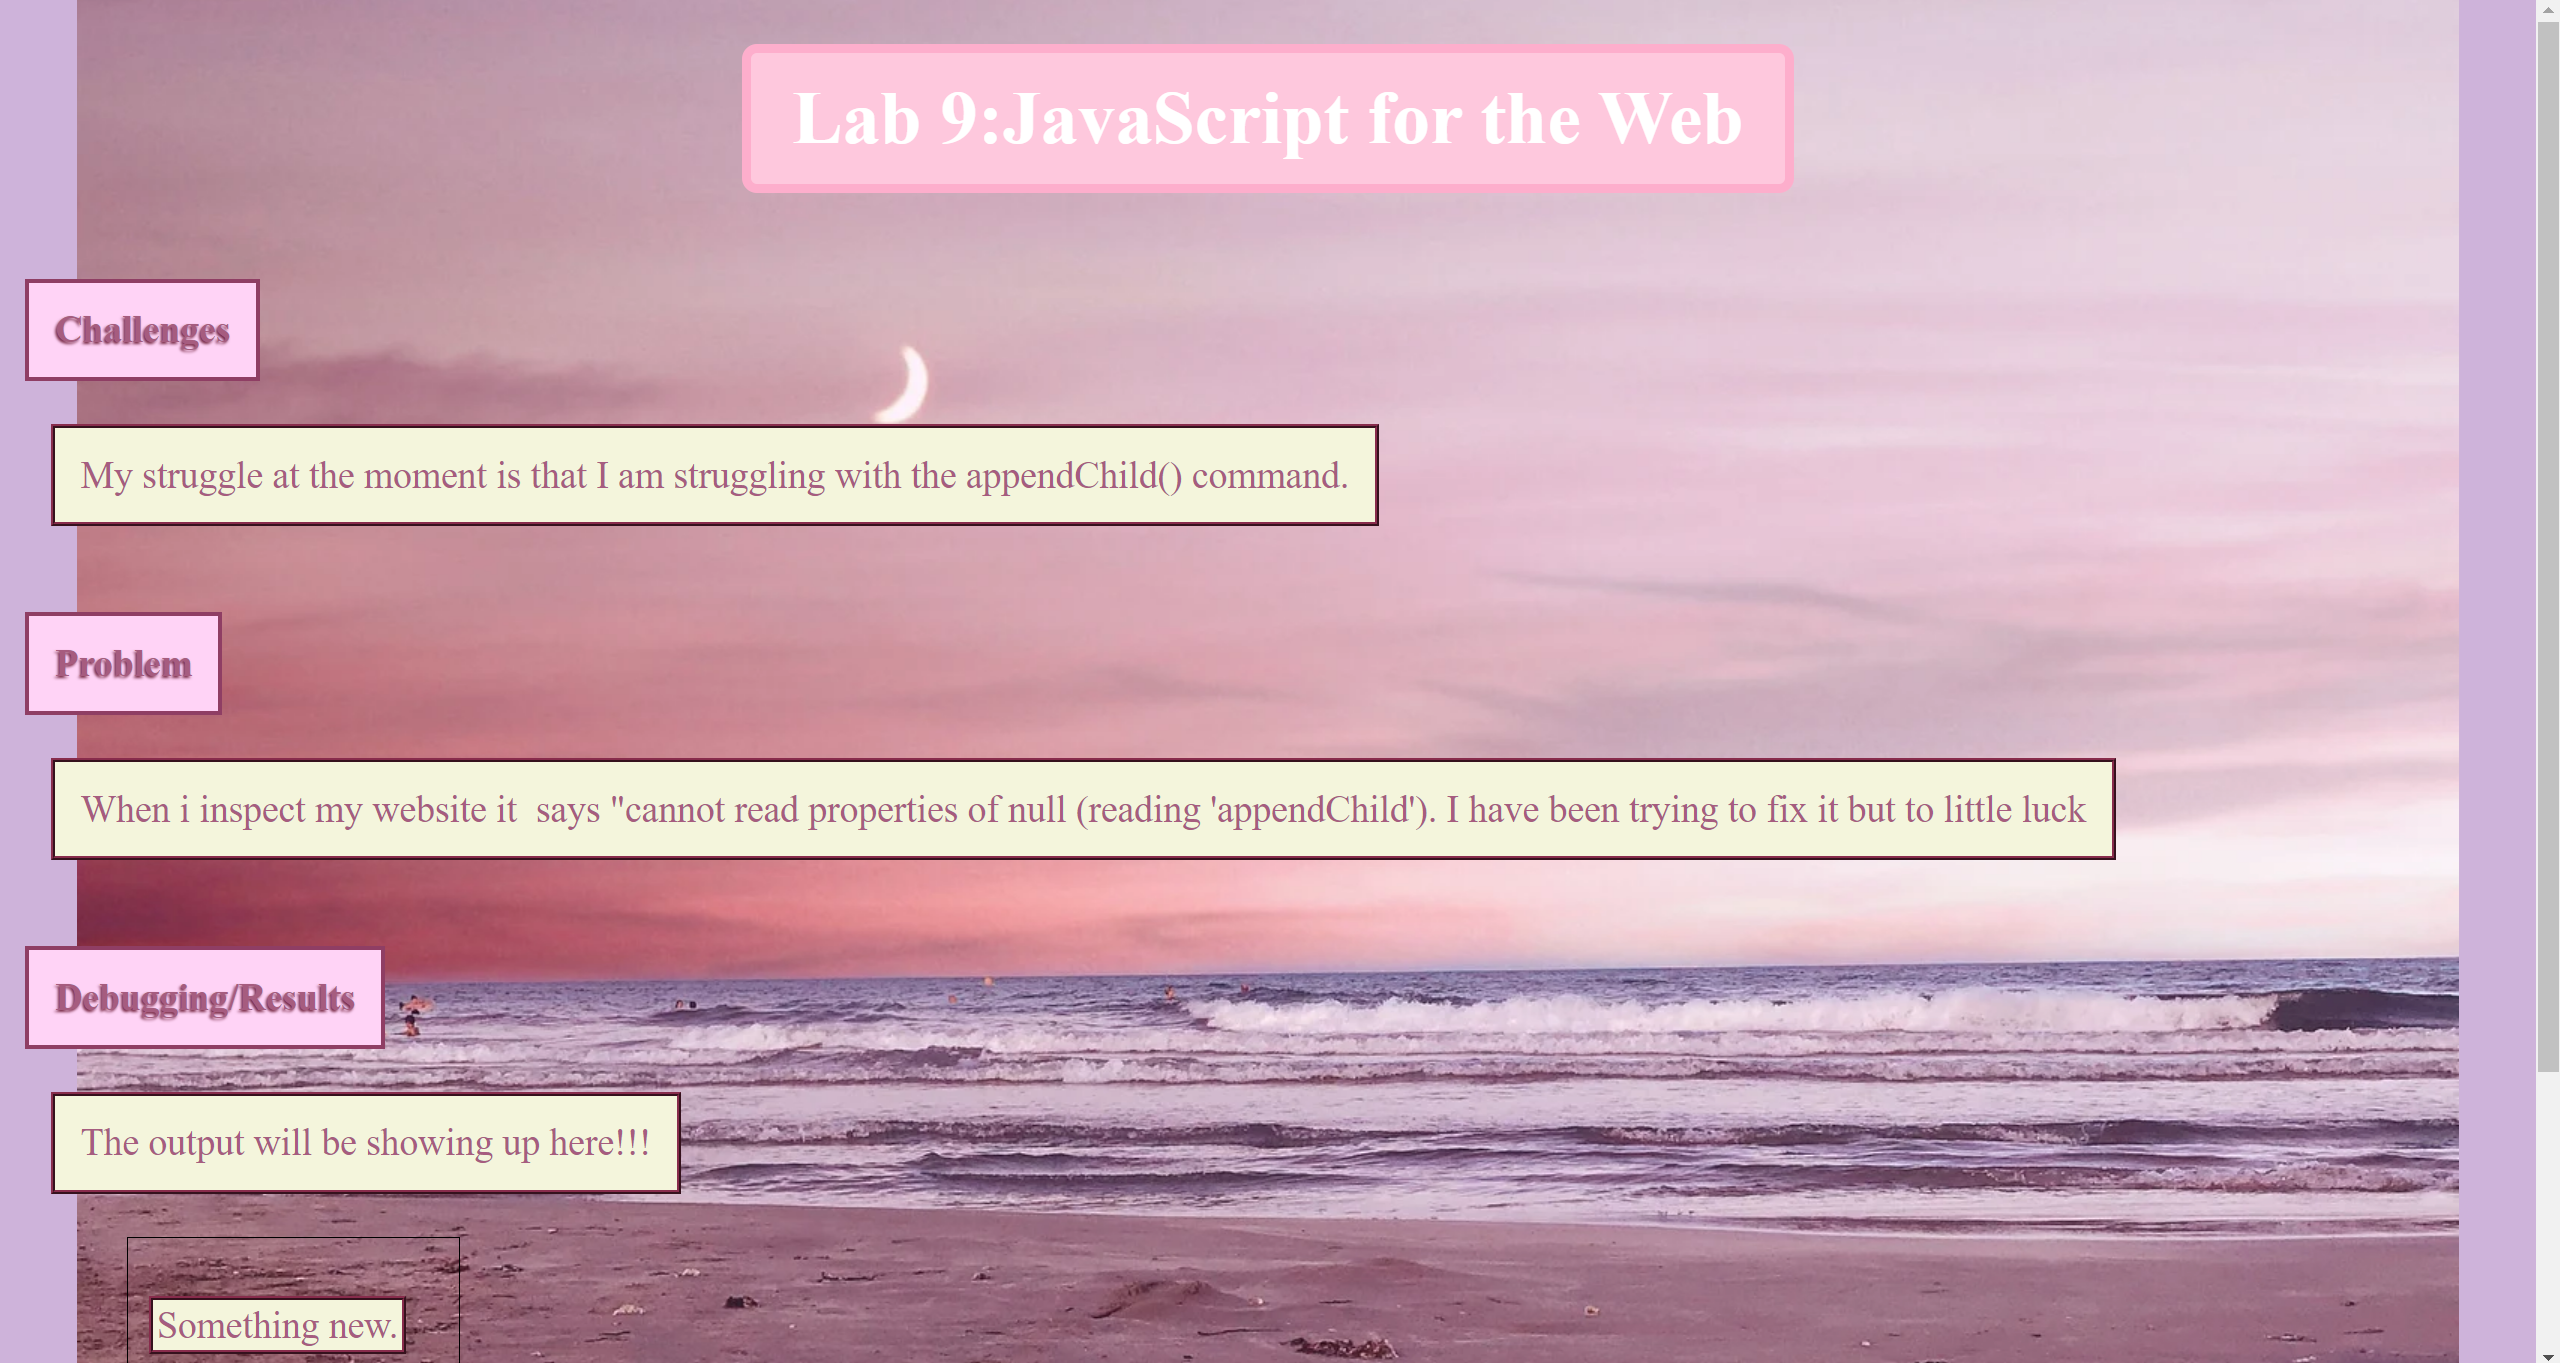 Lab 9:JavaScript for the Web
Challenges
My struggle at the moment is that I am struggling with the appendChild() command.
Problem
When i inspect my website it  says "cannot read properties of null (reading 'appendChild'). I have been trying to fix it but to little luck
Debugging/Results
The output will be showing up here!!!
Something new.